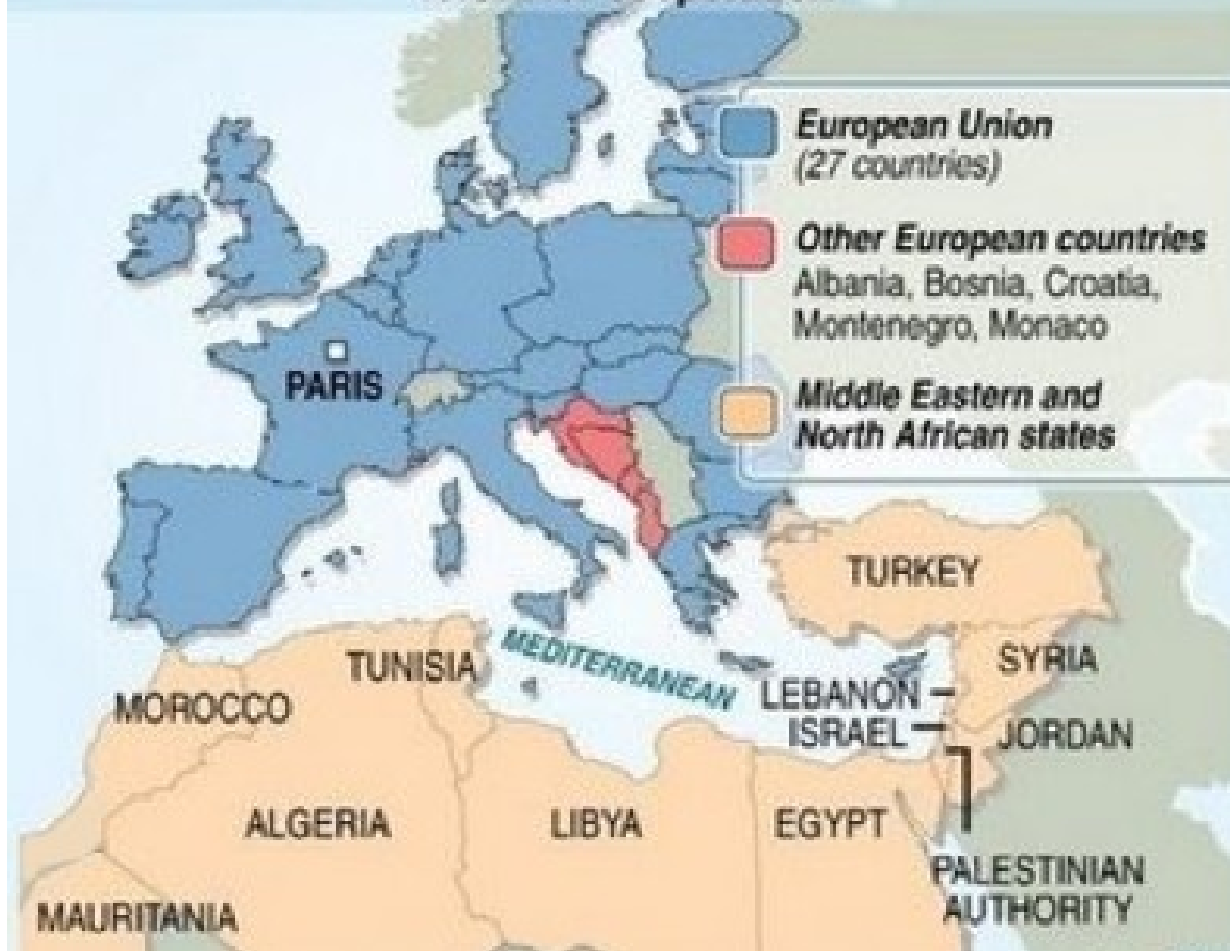 European Union
(27 countries)
Other European countries
Albania, Bosnia, Croatia,
Montenegro, Monaco
Middle Eastern and
North African states
PARIS
TURKEY
MEDITERRANEAN
SYRIA
TUNISIA
LEBANON
MOROCCO
ISRAEL
JORDAN
ALGERIA
LIBYA
EGYPT
PALESTINIAN
AUTHORITY
MAURITANIA